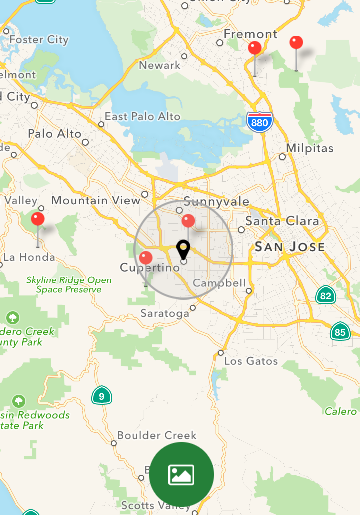 Foster City
Fremont
Newark
elmont
d City
East Palo Alto
880
Palo Alto
Milpitas
Valley
Mountain View
Sunnyvale
Santa Clara
SAN JOSE
La Honda
Cupertino
Skyline Ridge Open
Space Preserve
Campbell
82
Saratoga
85
dero Creek
unty Park
Los Gatos
9
sin Redwoods
tate Park
Calero
Boulder Creek
B
Scotts Valley